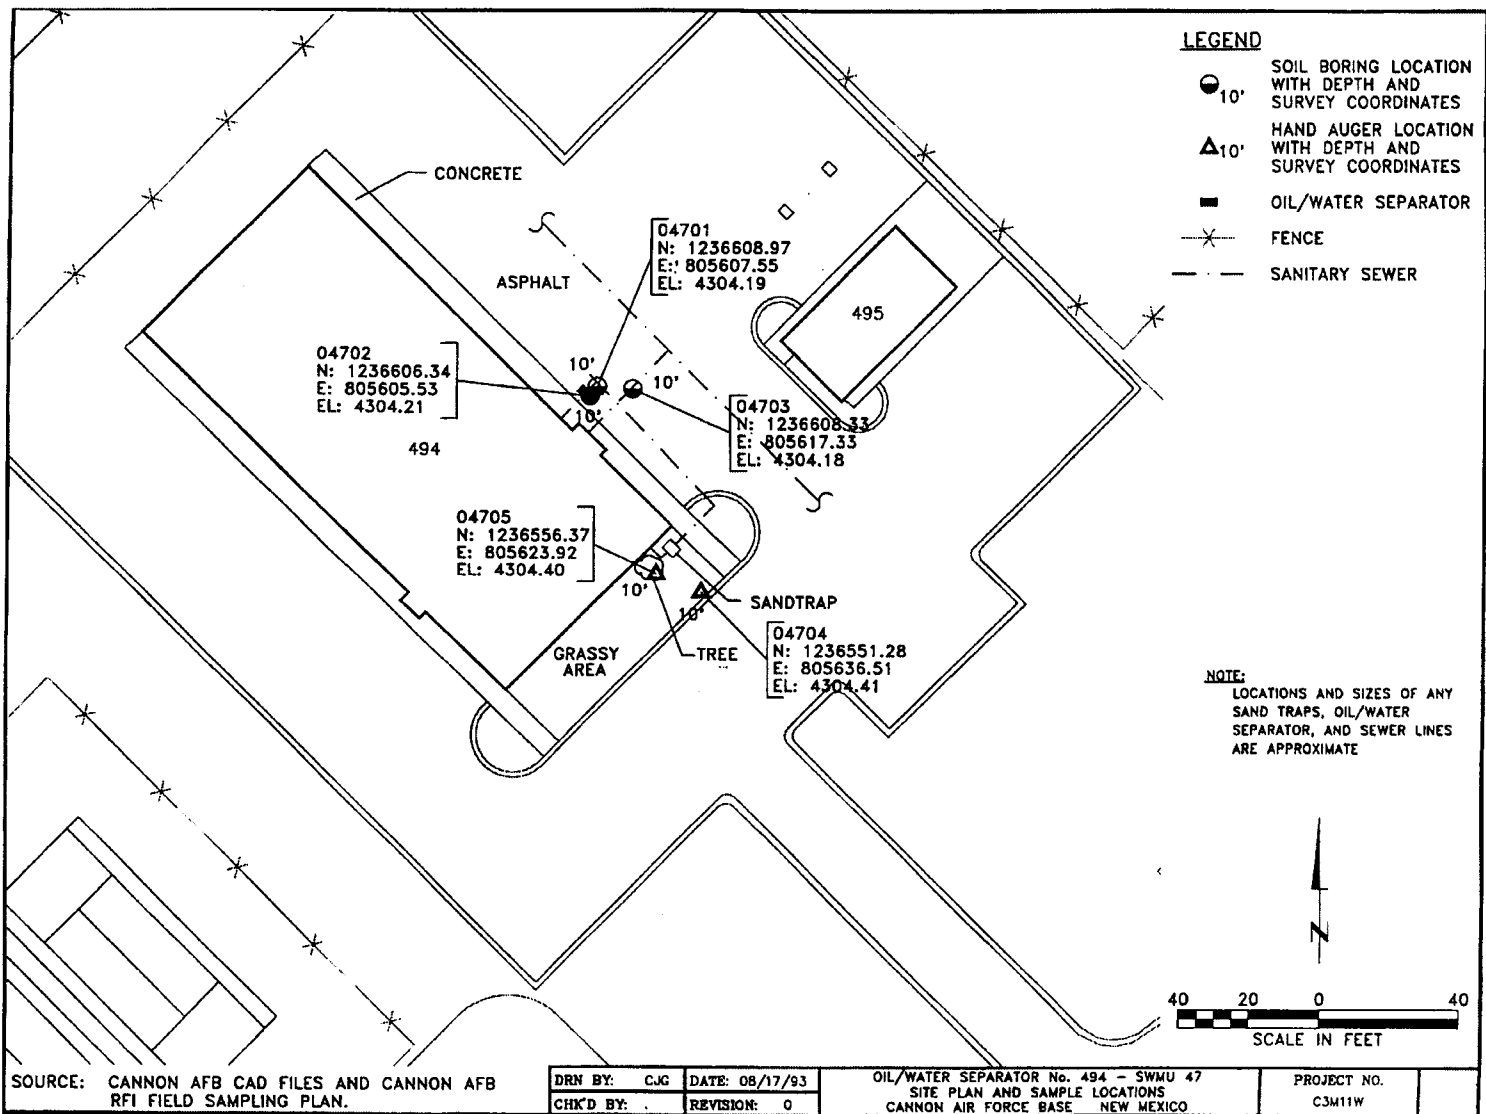 LEGEND
SOIL BORING LOCATION
10' WITH DEPTH AND
SURVEY COORDINATES
HAND AUGER LOCATION
10' WITH DEPTH AND
SURVEY COORDINATES
OIL/WATER SEPARATOR
FENCE
SANITARY SEWER
CONCRETE
ASPHALT
04701
N: 1236608.97
E: 805607.55
EL: 4304.19
495
04702
N: 1236606.34
E: 805605.53
EL: 4304.21
10'
10'
10'
04703
N: 1236608.33
E: 805617.33
EL: 4304.18
494
04705
N: 1236556.37
E: 805623.92
EL: 4304.40
10'
10'
SANDTRAP
04704
N: 1236551.28
E: 805636.51
EL: 4304.41
TREE
GRASSY
AREA
NOTE:
LOCATIONS AND SIZES OF ANY
SAND TRAPS, OIL/WATER
SEPARATOR, AND SEWER LINES
ARE APPROXIMATE
N
40 20 0 40
SCALE IN FEET
SOURCE: CANNON AFB CAD FILES AND CANNON AFB
RFI FIELD SAMPLING PLAN.
DRN BY: CJG
DATE: 08/17/93
CHK'D BY:
REVISION: 0
OIL/WATER SEPARATOR No. 494 - SWMU 47
SITE PLAN AND SAMPLE LOCATIONS
CANNON AIR FORCE BASE NEW MEXICO
PROJECT NO.
C3M11W